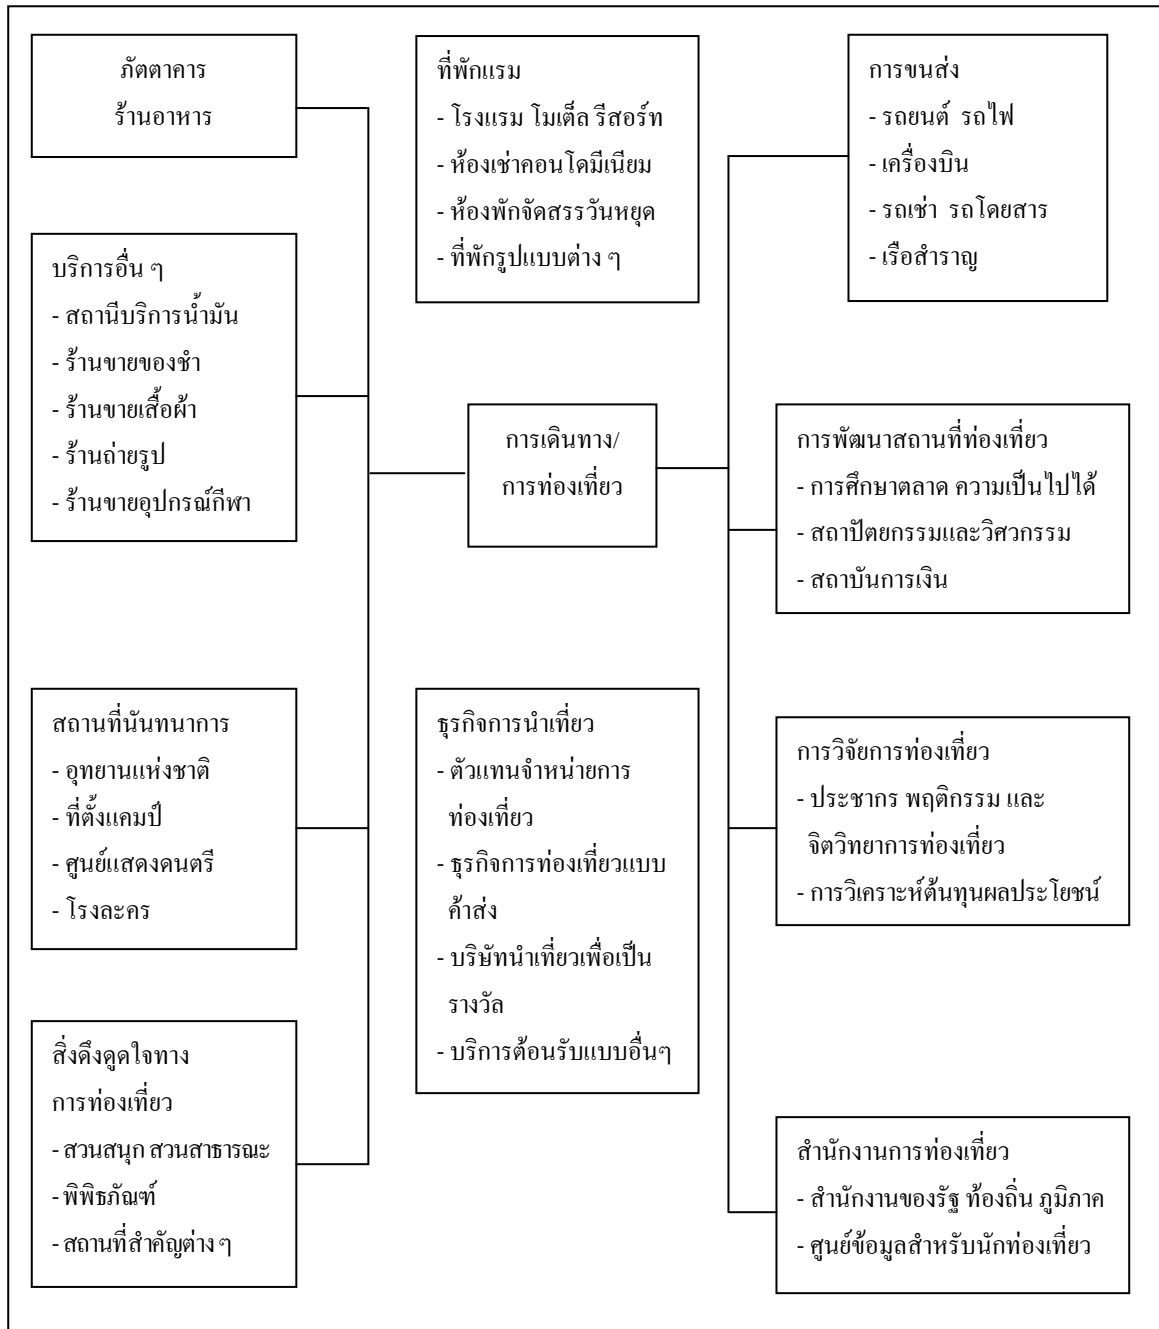 ภัตตาคาร
ร้านอาหาร
ที่พักแรม
- โรงแรม โมเต็ล รีสอร์ท
- ห้องเช่าคอนโดมีเนียม
- ห้องพักจัดสรรวันหยุด
- ที่พักรูปแบบต่าง ๆ
การขนส่ง
- รถยนต์ รถไฟ
- เครื่องบิน
- รถเช่า รถโดยสาร
- เรือสำราญ
บริการอื่น ๆ
- สถานีบริการน้ำมัน
- ร้านขายของชำ
- ร้านขายเสื้อผ้า
- ร้านถ่ายรูป
- ร้านขายอุปกรณ์กีฬา
การเดินทาง/
การท่องเที่ยว
การพัฒนาสถานที่ท่องเที่ยว
- การศึกษาตลาด ความเป็นไปได้
- สถาปัตยกรรมและวิศวกรรม
- สถาบันการเงิน
สถานที่นันทนาการ
- อุทยานแห่งชาติ
- ที่ตั้งแคมป์
- ศูนย์แสดงดนตรี
- โรงละคร
ธุรกิจการนำเที่ยว
- ตัวแทนจำหน่ายการ
ท่องเที่ยว
- ธุรกิจการท่องเที่ยวแบบ
ค้าส่ง
- บริษัทนำเที่ยวเพื่อเป็น
รางวัล
- บริการต้อนรับแบบอื่นๆ
การวิจัยการท่องเที่ยว
- ประชากร พฤติกรรม และ
จิตวิทยาการท่องเที่ยว
- การวิเคราะห์ต้นทุนผลประโยชน์
สิ่งดึงดูดใจทาง
การท่องเที่ยว
- สวนสนุก สวนสาธารณะ
- พิพิธภัณฑ์
- สถานที่สำคัญต่าง ๆ
สำนักงานการท่องเที่ยว
- สำนักงานของรัฐ ท้องถิ่น ภูมิภาค
- ศูนย์ข้อมูลสำหรับนักท่องเที่ยว